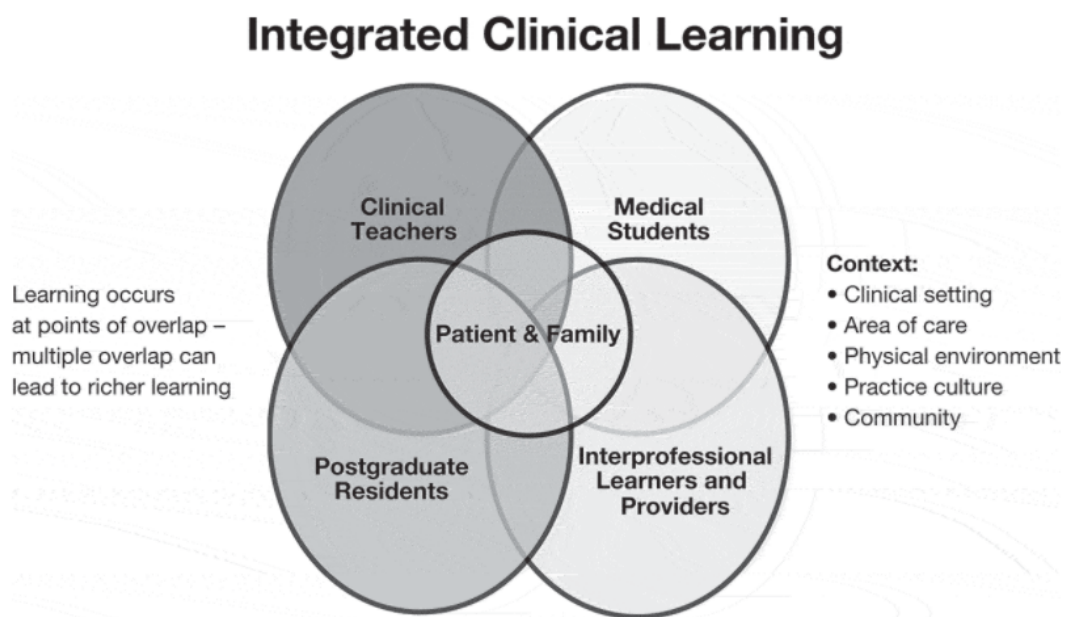 Integrated Clinical Learning
Clinical
Teachers
Medical
Students
Learning occurs
at points of overlap –
multiple overlap can
lead to richer learning
Patient & Family
Context:
• Clinical setting
• Area of care
• Physical environment
• Practice culture
• Community
Postgraduate
Residents
Interprofessional
Learners and
Providers